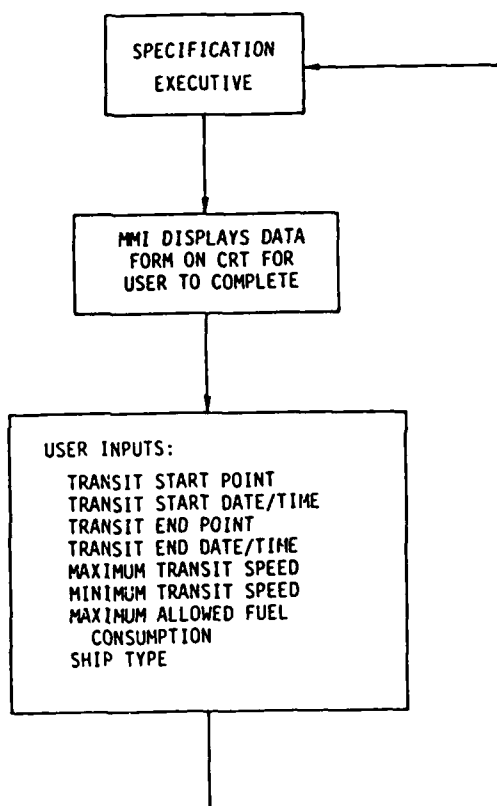 SPECIFICATION
EXECUTIVE
MMI DISPLAYS DATA
FORM ON CRT FOR
USER TO COMPLETE
USER INPUTS:
TRANSIT START POINT
TRANSIT START DATE/TIME
TRANSIT END POINT
TRANSIT END DATE/TIME
MAXIMUM TRANSIT SPEED
MINIMUM TRANSIT SPEED
MAXIMUM ALLOWED FUEL
CONSUMPTION
SHIP TYPE